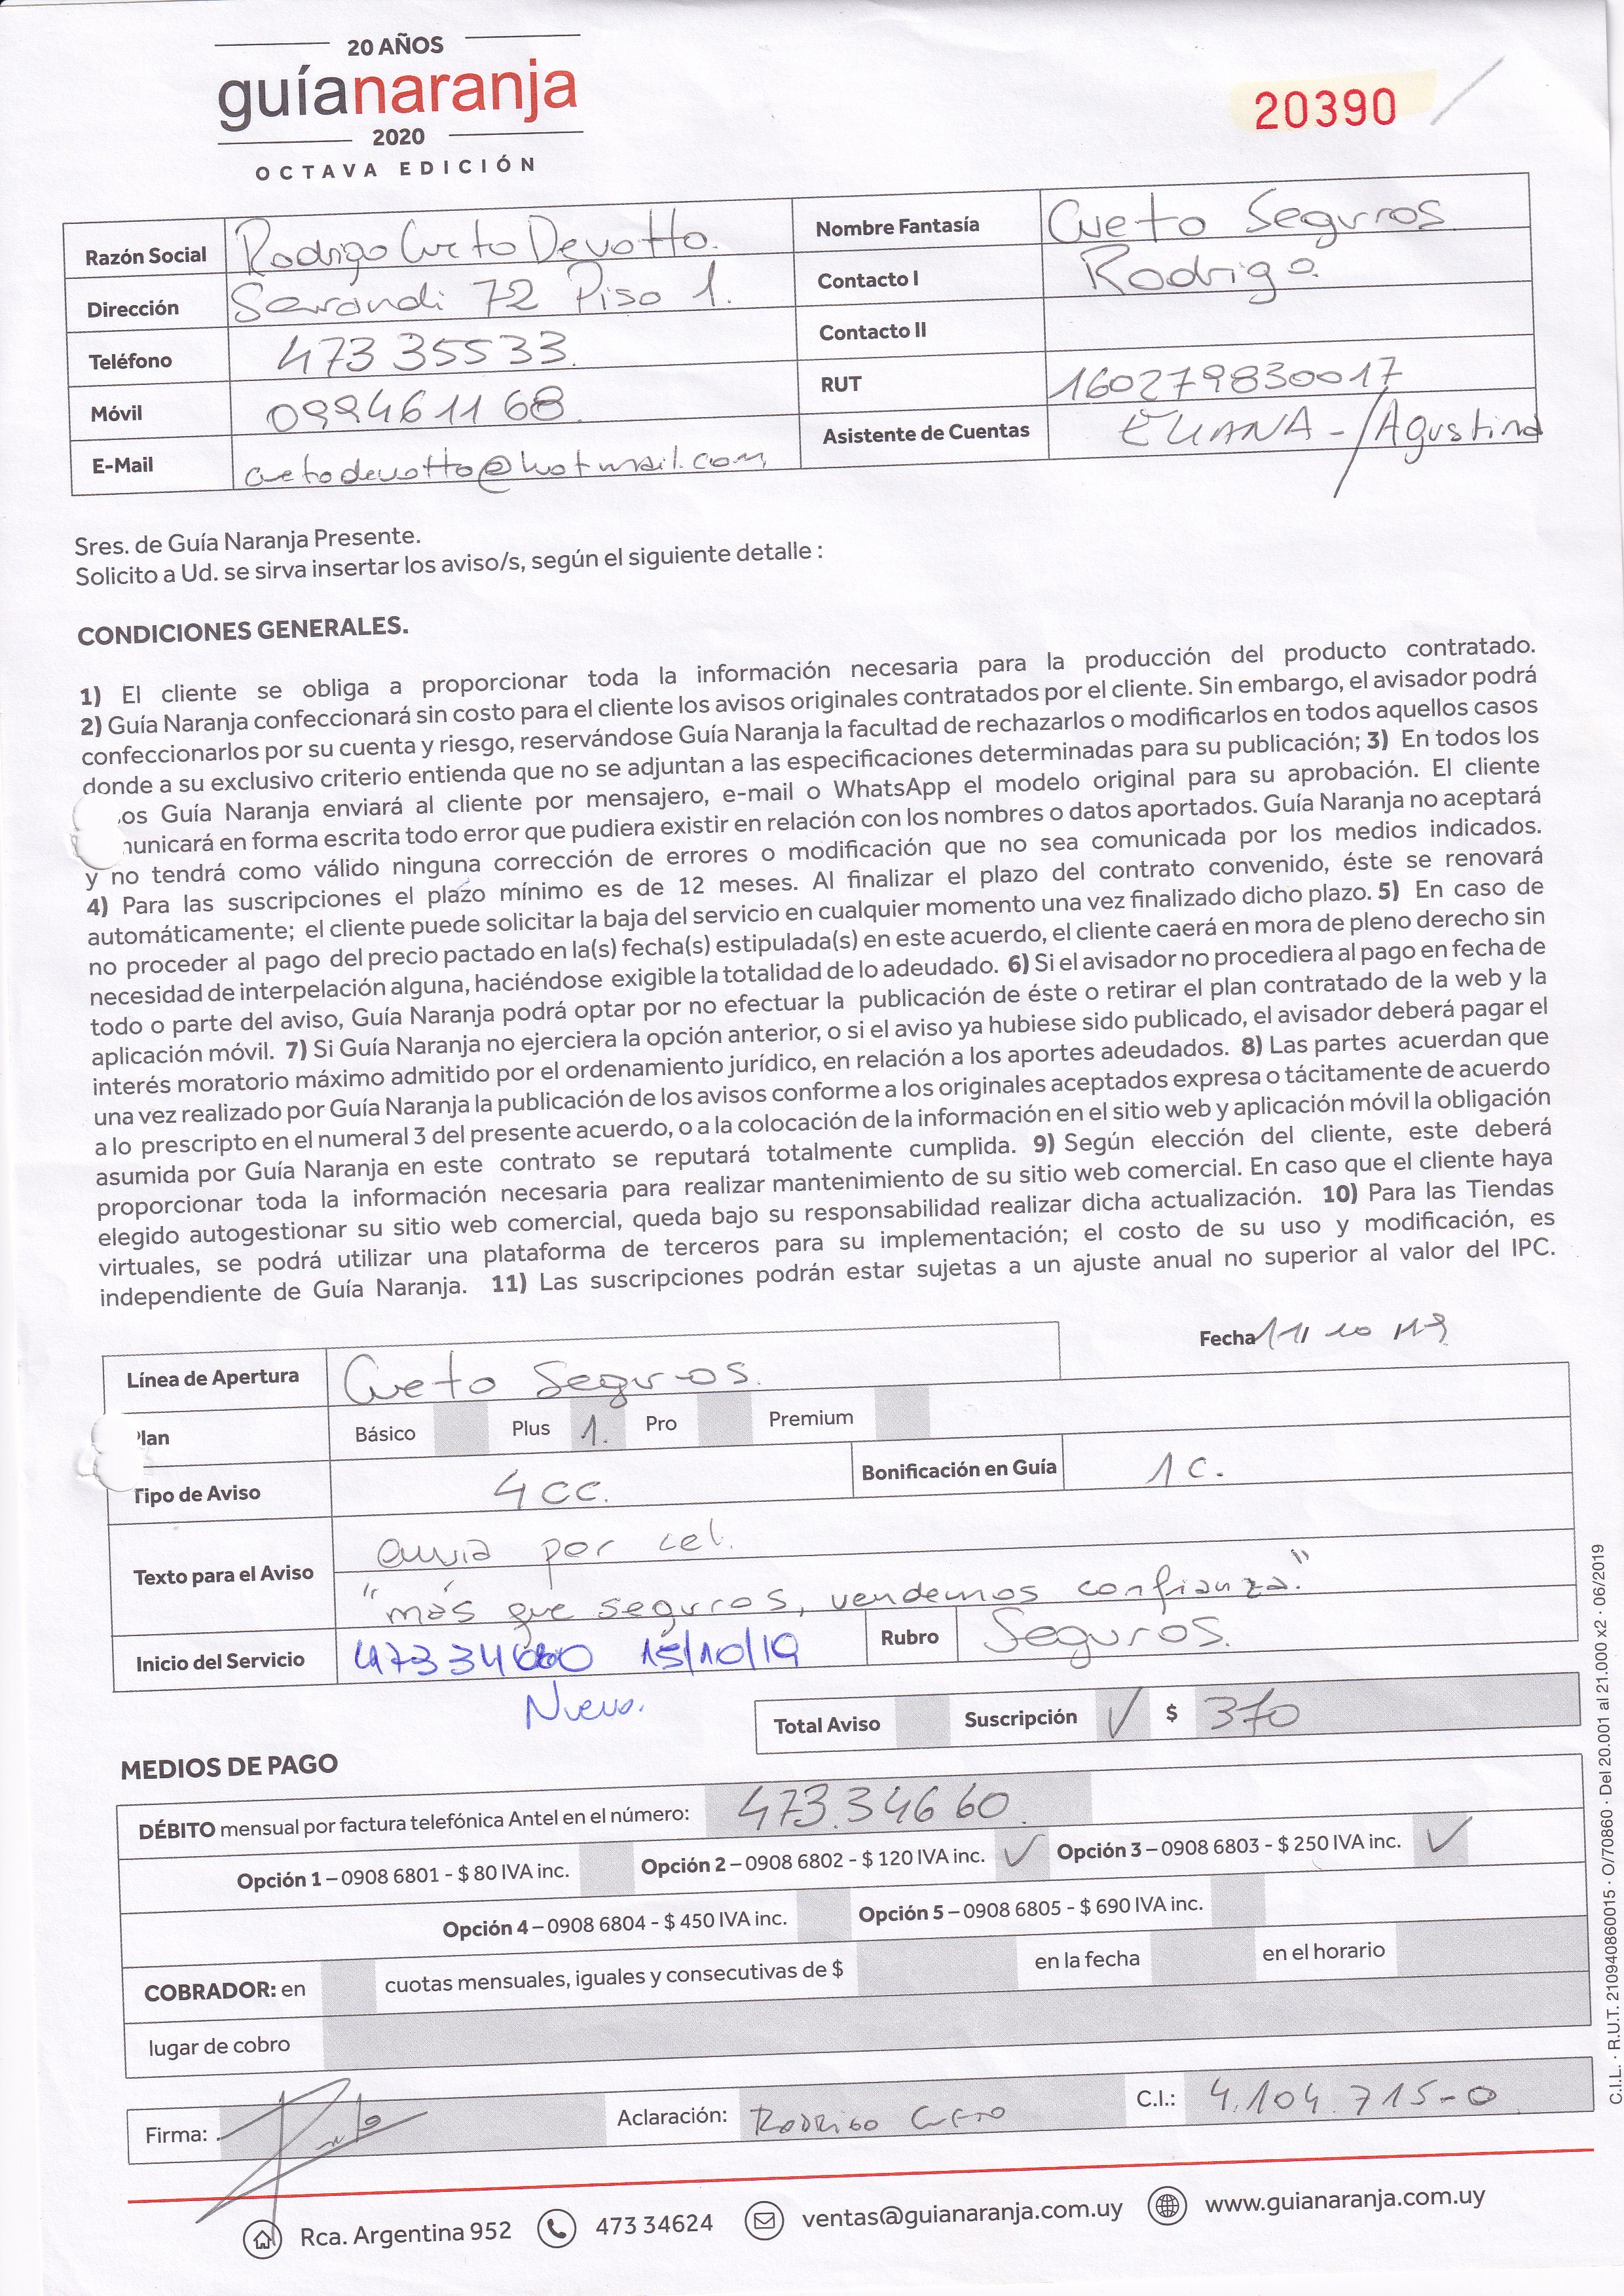 20 AÑOS
guíanaranja
2020
OCTAVA EDICIÓN
20390
Razón Social Rodrigo Cueto Devotto. Nombre Fantasía Cueto Seguros
Dirección Sarandi 72 Piso 1. Contacto I Rodrigo
Teléfono 473 35533. Contacto II
Móvil 099461168 RUT 160279830017
E-Mail cuetodevotto@hotmail.com Asistente de Cuentas ELIANA - / Agustina
Sres. de Guía Naranja Presente.
Solicito a Ud. se sirva insertar los aviso/s, según el siguiente detalle :
CONDICIONES GENERALES.
1) El cliente se obliga a proporcionar toda la información necesaria para la producción del producto contratado.
2) Guía Naranja confeccionará sin costo para el cliente los avisos originales contratados por el cliente. Sin embargo, el avisador podrá
confeccionarlos por su cuenta y riesgo, reservándose Guía Naranja la facultad de rechazarlos o modificarlos en todos aquellos casos
donde a su exclusivo criterio entienda que no se adjuntan a las especificaciones determinadas para su publicación; 3) En todos los
os Guía Naranja enviará al cliente por mensajero, e-mail o WhatsApp el modelo original para su aprobación. El cliente
unicará en forma escrita todo error que pudiera existir en relación con los nombres o datos aportados. Guía Naranja no aceptará
y no tendrá como válido ninguna corrección de errores o modificación que no sea comunicada por los medios indicados.
4) Para las suscripciones el plazo mínimo es de 12 meses. Al finalizar el plazo del contrato convenido, éste se renovará
automáticamente; el cliente puede solicitar la baja del servicio en cualquier momento una vez finalizado dicho plazo. 5) En caso de
no proceder al pago del precio pactado en la(s) fecha(s) estipulada(s) en este acuerdo, el cliente caerá en mora de pleno derecho sin
necesidad de interpelación alguna, haciéndose exigible la totalidad de lo adeudado. 6) Si el avisador no procediera al pago en fecha de
todo o parte del aviso, Guía Naranja podrá optar por no efectuar la publicación de éste o retirar el plan contratado de la web y la
aplicación móvil. 7) Si Guía Naranja no ejerciera la opción anterior, o si el aviso ya hubiese sido publicado, el avisador deberá pagar el
interés moratorio máximo admitido por el ordenamiento jurídico, en relación a los aportes adeudados. 8) Las partes acuerdan que
una vez realizado por Guía Naranja la publicación de los avisos conforme a los originales aceptados expresa o tácitamente de acuerdo
a lo prescripto en el numeral 3 del presente acuerdo, o a la colocación de la información en el sitio web y aplicación móvil la obligación
asumida por Guía Naranja en este contrato se reputará totalmente cumplida. 9) Según elección del cliente, este deberá
proporcionar toda la información necesaria para realizar mantenimiento de su sitio web comercial. En caso que el cliente haya
elegido autogestionar su sitio web comercial, queda bajo su responsabilidad realizar dicha actualización. 10) Para las Tiendas
virtuales, se podrá utilizar una plataforma de terceros para su implementación; el costo de su uso y modificación, es
independiente de Guía Naranja. 11) Las suscripciones podrán estar sujetas a un ajuste anual no superior al valor del IPC.
Fecha 11 10 19
Línea de Apertura Cueto Seguros.
lan Básico Plus 1. Pro Premium
Tipo de Aviso 4 cc. Bonificación en Guía 1 c.
Texto para el Aviso por cel.
"más que seguros, vendemos confianza."
Inicio del Servicio 47334660 15/10/19 Rubro Seguros.
Nuevo.
Total Aviso Suscripción ✓ $ 370
MEDIOS DE PAGO
DÉBITO mensual por factura telefónica Antel en el número: 473.34660
Opción 1 – 0908 6801 - $ 80 IVA inc. Opción 2 – 0908 6802 - $ 120 IVA inc. ✓ Opción 3 – 0908 6803 - $ 250 IVA inc. ✓
Opción 4 – 0908 6804 - $ 450 IVA inc. Opción 5 – 0908 6805 - $ 690 IVA inc.
COBRADOR: en cuotas mensuales, iguales y consecutivas de $ en la fecha en el horario
lugar de cobro
Firma: Aclaración: RODRIGO CUETO C.I.: 4.104.715-0
Rca. Argentina 952 473 34624 ventas@guianaranja.com.uy www.guianaranja.com.uy
C.I.L. · R.U.T. 210940860015 · O/70860 · Del 20.001 al 21.000 x2 · 06/2019